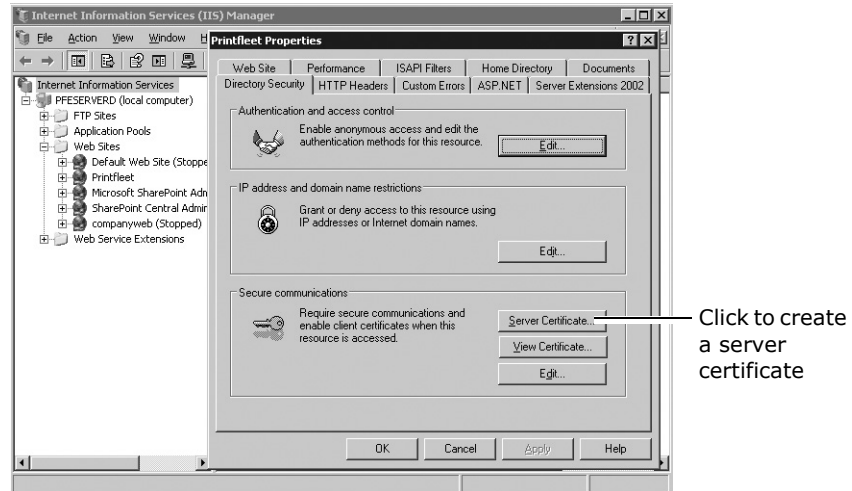 Internet Information Services (IIS) Manager
File Action View Window H
Printfleet Properties
Internet Information Services
PFESERVERD (local computer)
FTP Sites
Application Pools
Web Sites
Default Web Site (Stoppe
Printfleet
Microsoft SharePoint Adm
SharePoint Central Admir
companyweb (Stopped)
Web Service Extensions
Web Site Performance ISAPI Filters Home Directory Documents
Directory Security HTTP Headers Custom Errors ASP.NET Server Extensions 2002
Authentication and access control
Enable anonymous access and edit the
authentication methods for this resource.
Edit...
IP address and domain name restrictions
Grant or deny access to this resource using
IP addresses or Internet domain names.
Edit...
Secure communications
Require secure communications and
enable client certificates when this
resource is accessed.
Server Certificate...
View Certificate...
Edit...
OK Cancel Apply Help
Click to create
a server
certificate